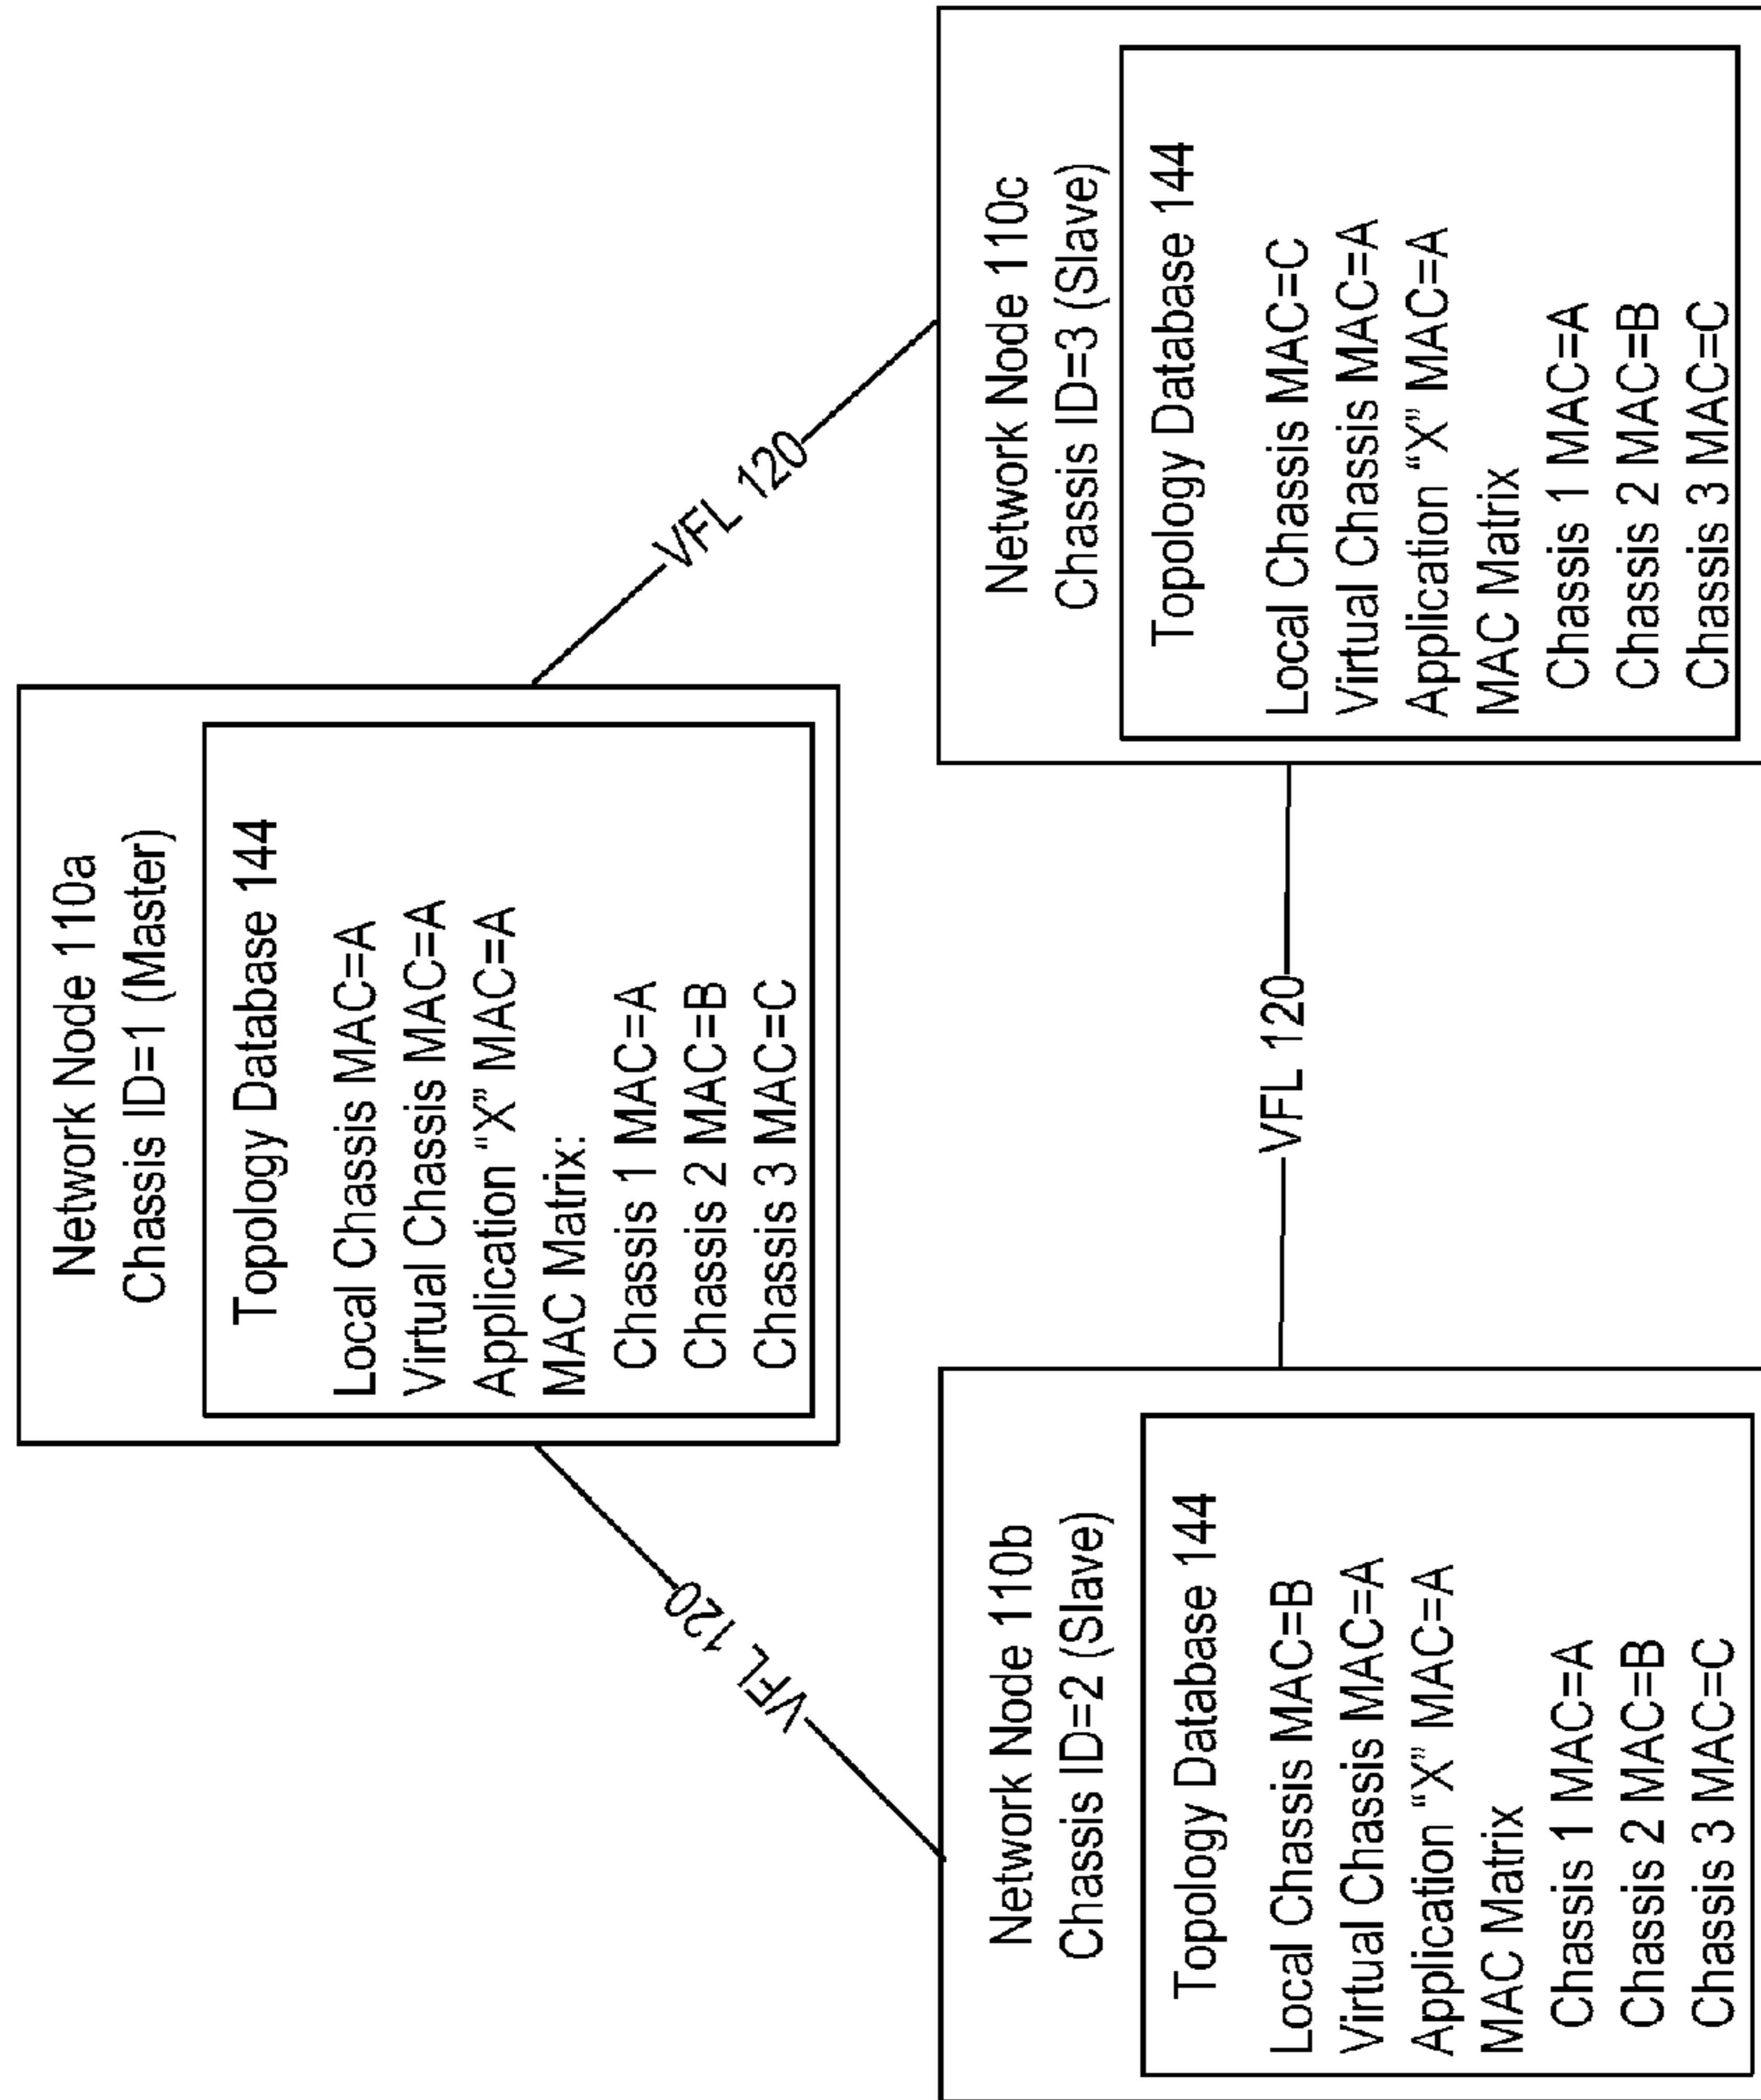 Network Node 110a
Chassis ID=1 (Master)
Topology Database 144
Local Chassis MAC=A
Virtual Chassis MAC=A
Application “X” MAC=A
MAC Matrix:
Chassis 1 MAC=A
Chassis 2 MAC=B
Chassis 3 MAC=C
VFL 120
VFL 120
Network Node 110b
Chassis ID=2 (Slave)
Topology Database 144
Local Chassis MAC=B
Virtual Chassis MAC=A
Application “X” MAC=A
MAC Matrix
Chassis 1 MAC=A
Chassis 2 MAC=B
Chassis 3 MAC=C
VFL 120
Network Node 110c
Chassis ID=3 (Slave)
Topology Database 144
Local Chassis MAC=C
Virtual Chassis MAC=A
Application “X” MAC=A
MAC Matrix
Chassis 1 MAC=A
Chassis 2 MAC=B
Chassis 3 MAC=C